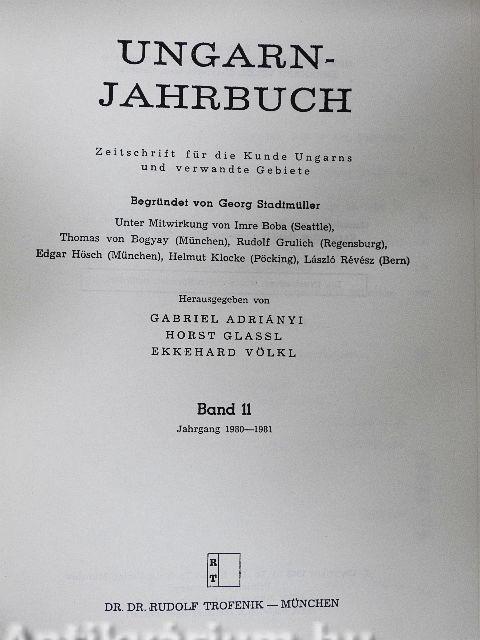 UNGARN-
JAHRBUCH
Zeitschrift für die Kunde Ungarns
und verwandte Gebiete
Begründet von Georg Stadtmüller
Unter Mitwirkung von Imre Boba (Seattle),
Thomas von Bogyay (München), Rudolf Grulich (Regensburg),
Edgar Hösch (München), Helmut Klocke (Pöcking), László Révész (Bern)
Herausgegeben von
GABRIEL ADRIÁNYI
HORST GLASSL
EKKEHARD VÖLKL
Band 11
Jahrgang 1980—1981
R
T
DR. DR. RUDOLF TROFENIK — MÜNCHEN
Antikvárium.hu